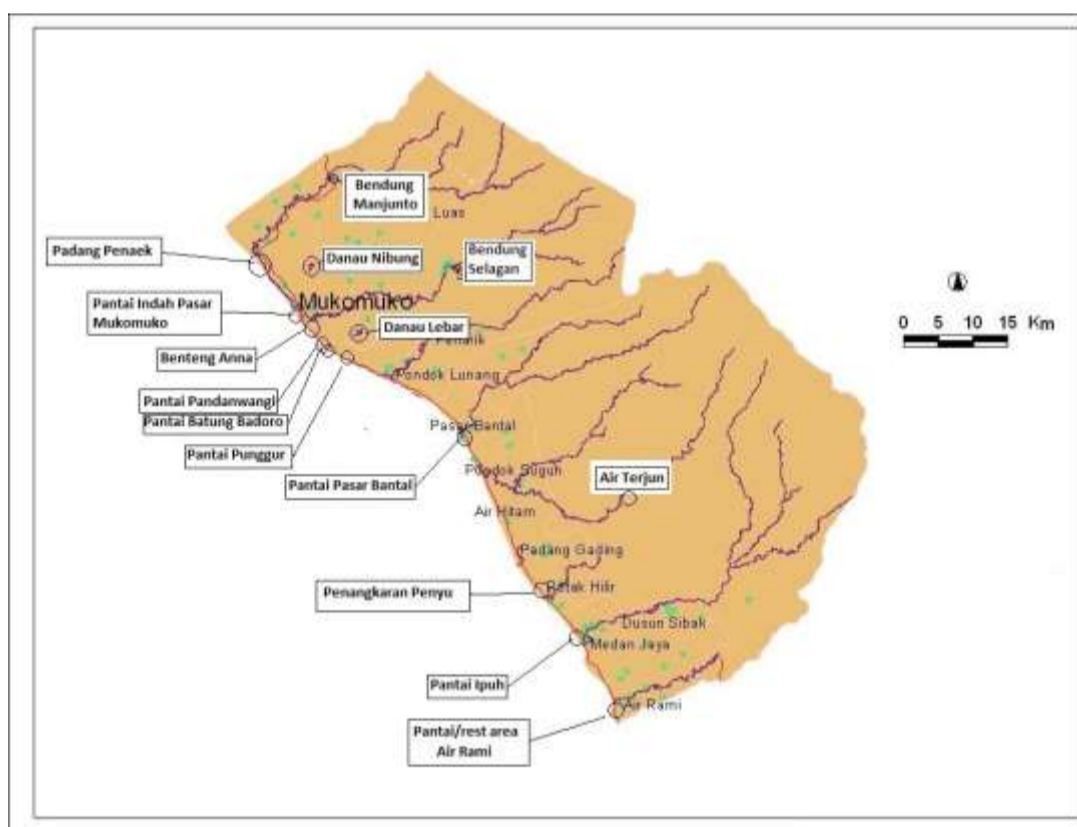 Bendung
Manjunto
Luas
Padang Penaek
Danau Nibung
Bendung
Selagan
Mukomuko
Pantai Indah Pasar
Mukomuko
0 5 10 15 Km
Danau Lebar
Benteng Anna
Penarik
Pondok Lunang
Pantai Pandanwangi
Pantai Batung Badoro
Pasar Bantal
Pantai Punggur
Pondok Suguh
Air Terjun
Pantai Pasar Bantal
Air Hitam
Padang Gading
Penangkaran Penyu
Retak Hilir
Dusun Sibak
Medan Jaya
Pantai Ipuh
Air Rami
Pantai/rest area
Air Rami